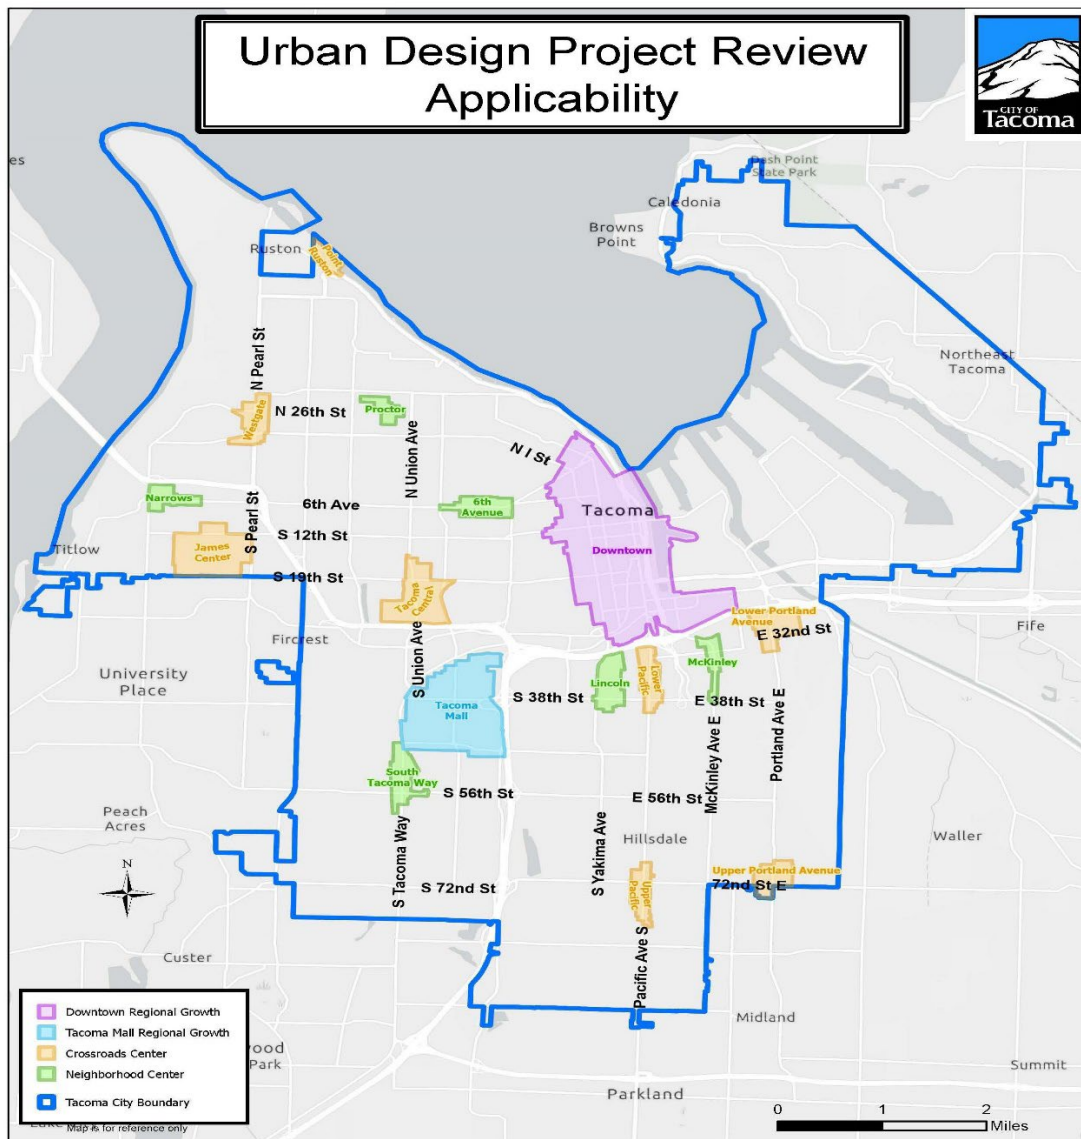 Urban Design Project Review
Applicability
CITY OF
Tacoma
es
Dash Point
State Park
Caledonia
Browns
Point
Ruston
Point
Ruston
Northeast
Tacoma
N Pearl St
Westgate
N 26th St
Proctor
N Union Ave
N I St
Narrows
6th Ave
6th
Avenue
Tacoma
S Pearl St
S 12th St
Titlow
James
Center
Downtown
S 19th St
Tacoma
Central
Lower Portland
Avenue
E 32nd St
Fife
Fircrest
University
Place
S Union Ave
McKinley
Lincoln
Lower
Pacific
S 38th St
E 38th St
Tacoma
Mall
Portland Ave E
McKinley Ave E
South
Tacoma Way
S 56th St
E 56th St
Peach
Acres
Hillsdale
Waller
S Yakima Ave
S Tacoma Way
N
S 72nd St
Upper
Pacific
Upper Portland Avenue
72nd St E
Pacific Ave S
Custer
Midland
wood
Park
Summit
Parkland
Downtown Regional Growth
Tacoma Mall Regional Growth
Crossroads Center
Neighborhood Center
Tacoma City Boundary
Map is for reference only
0 1 2
Miles